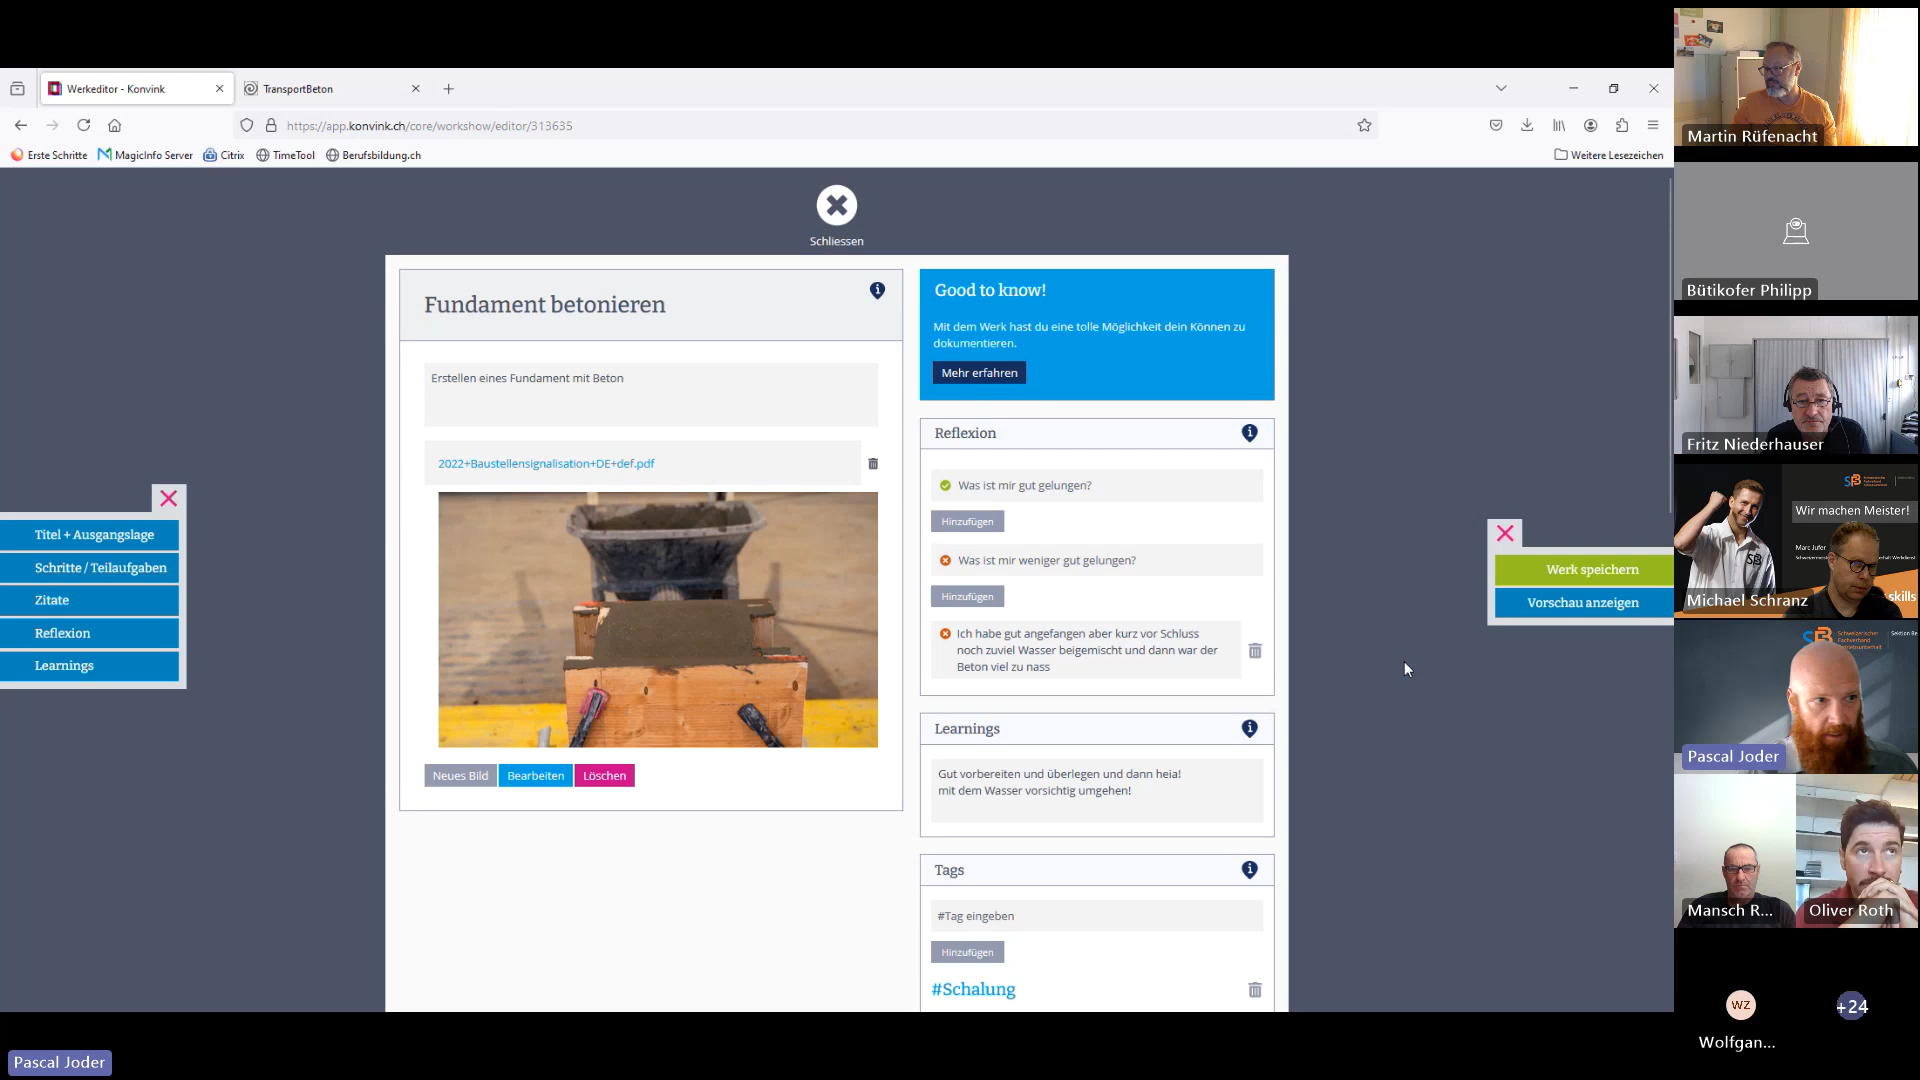 Werkeditor - Konvink
TransportBeton
https://app.konvink.ch/core/workshow/editor/313635
Erste Schritte
MagicInfo Server
Citrix
TimeTool
Berufsbildung.ch
Weitere Lesezeichen
Schliessen
Titel + Ausgangslage
Schritte / Teilaufgaben
Zitate
Reflexion
Learnings
Fundament betonieren
Erstellen eines Fundament mit Beton
2022+Baustellensignalisation+DE+def.pdf
Neues Bild
Bearbeiten
Löschen
Good to know!
Mit dem Werk hast du eine tolle Möglichkeit dein Können zu
dokumentieren.
Mehr erfahren
Reflexion
Was ist mir gut gelungen?
Hinzufügen
Was ist mir weniger gut gelungen?
Hinzufügen
Ich habe gut angefangen aber kurz vor Schluss
noch zuviel Wasser beigemischt und dann war der
Beton viel zu nass
Learnings
Gut vorbereiten und überlegen und dann heia!
mit dem Wasser vorsichtig umgehen!
Tags
#Tag eingeben
Hinzufügen
#Schalung
Werk speichern
Vorschau anzeigen
Martin Rüfenacht
Bütikofer Philipp
Fritz Niederhauser
Wir machen Meister!
Marc Jufer
skills
Michael Schranz
Schweizerischer
Fachverband
Sektion Be
Pascal Joder
Mansch R...
Oliver Roth
WZ
Wolfgan...
+24
Pascal Joder